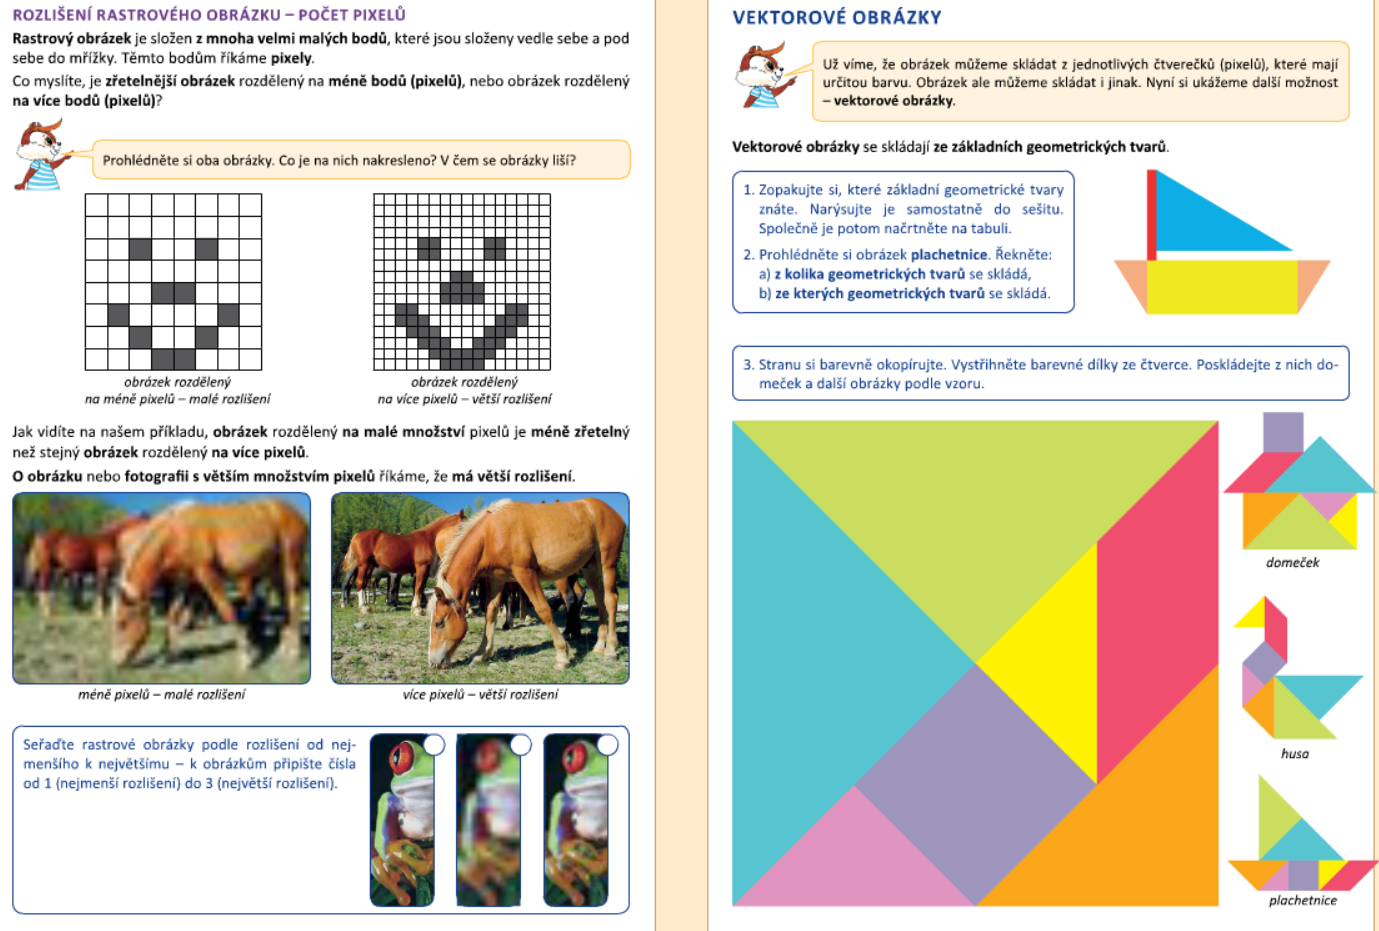 ROZLIŠENÍ RASTROVÉHO OBRÁZKU – POČET PIXELŮ
Rastrový obrázek je složen z mnoha velmi malých bodů, které jsou složeny vedle sebe a pod
sebe do mřížky. Těmto bodům říkáme pixely.
Co myslíte, je zřetelnější obrázek rozdělený na méně bodů (pixelů), nebo obrázek rozdělený
na více bodů (pixelů)?
Prohlédněte si oba obrázky. Co je na nich nakresleno? V čem se obrázky liší?
obrázek rozdělený
na méně pixelů – malé rozlišení
obrázek rozdělený
na více pixelů – větší rozlišení
Jak vidíte na našem příkladu, obrázek rozdělený na malé množství pixelů je méně zřetelný
než stejný obrázek rozdělený na více pixelů.
O obrázku nebo fotografii s větším množstvím pixelů říkáme, že má větší rozlišení.
méně pixelů – malé rozlišení
více pixelů – větší rozlišení
Seřaďte rastrové obrázky podle rozlišení od nej-
menšího k největšímu – k obrázkům připište čísla
od 1 (nejmenší rozlišení) do 3 (největší rozlišení).
VEKTOROVÉ OBRÁZKY
Už víme, že obrázek můžeme skládat z jednotlivých čtverečků (pixelů), které mají
určitou barvu. Obrázek ale můžeme skládat i jinak. Nyní si ukážeme další možnost
– vektorové obrázky.
Vektorové obrázky se skládají ze základních geometrických tvarů.
1. Zopakujte si, které základní geometrické tvary
znáte. Narýsujte je samostatně do sešitu.
Společně je potom načrtněte na tabuli.
2. Prohlédněte si obrázek plachetnice. Řekněte:
a) z kolika geometrických tvarů se skládá,
b) ze kterých geometrických tvarů se skládá.
3. Stranu si barevně okopírujte. Vystřihněte barevné dílky ze čtverce. Poskládejte z nich do-
meček a další obrázky podle vzoru.
domeček
husa
plachetnice